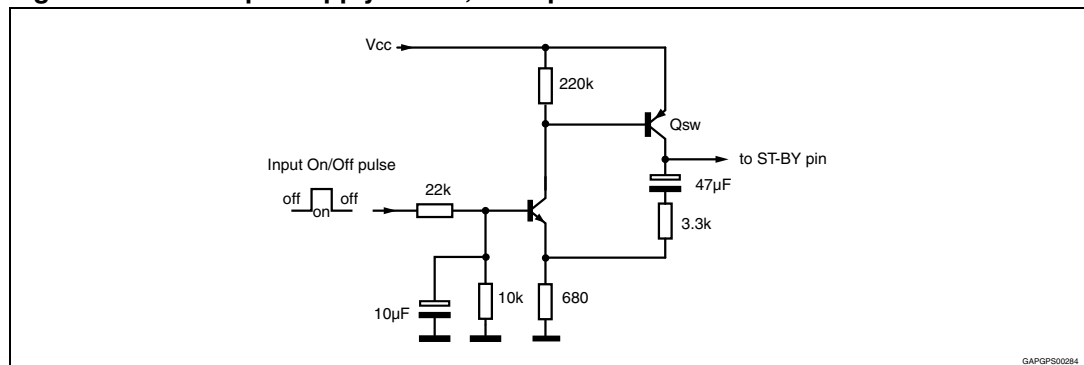 Vcc
220k
Qsw
to ST-BY pin
Input On/Off pulse
22k
47µF
off on off
3.3k
10k
680
10µF
GAPGPS00284